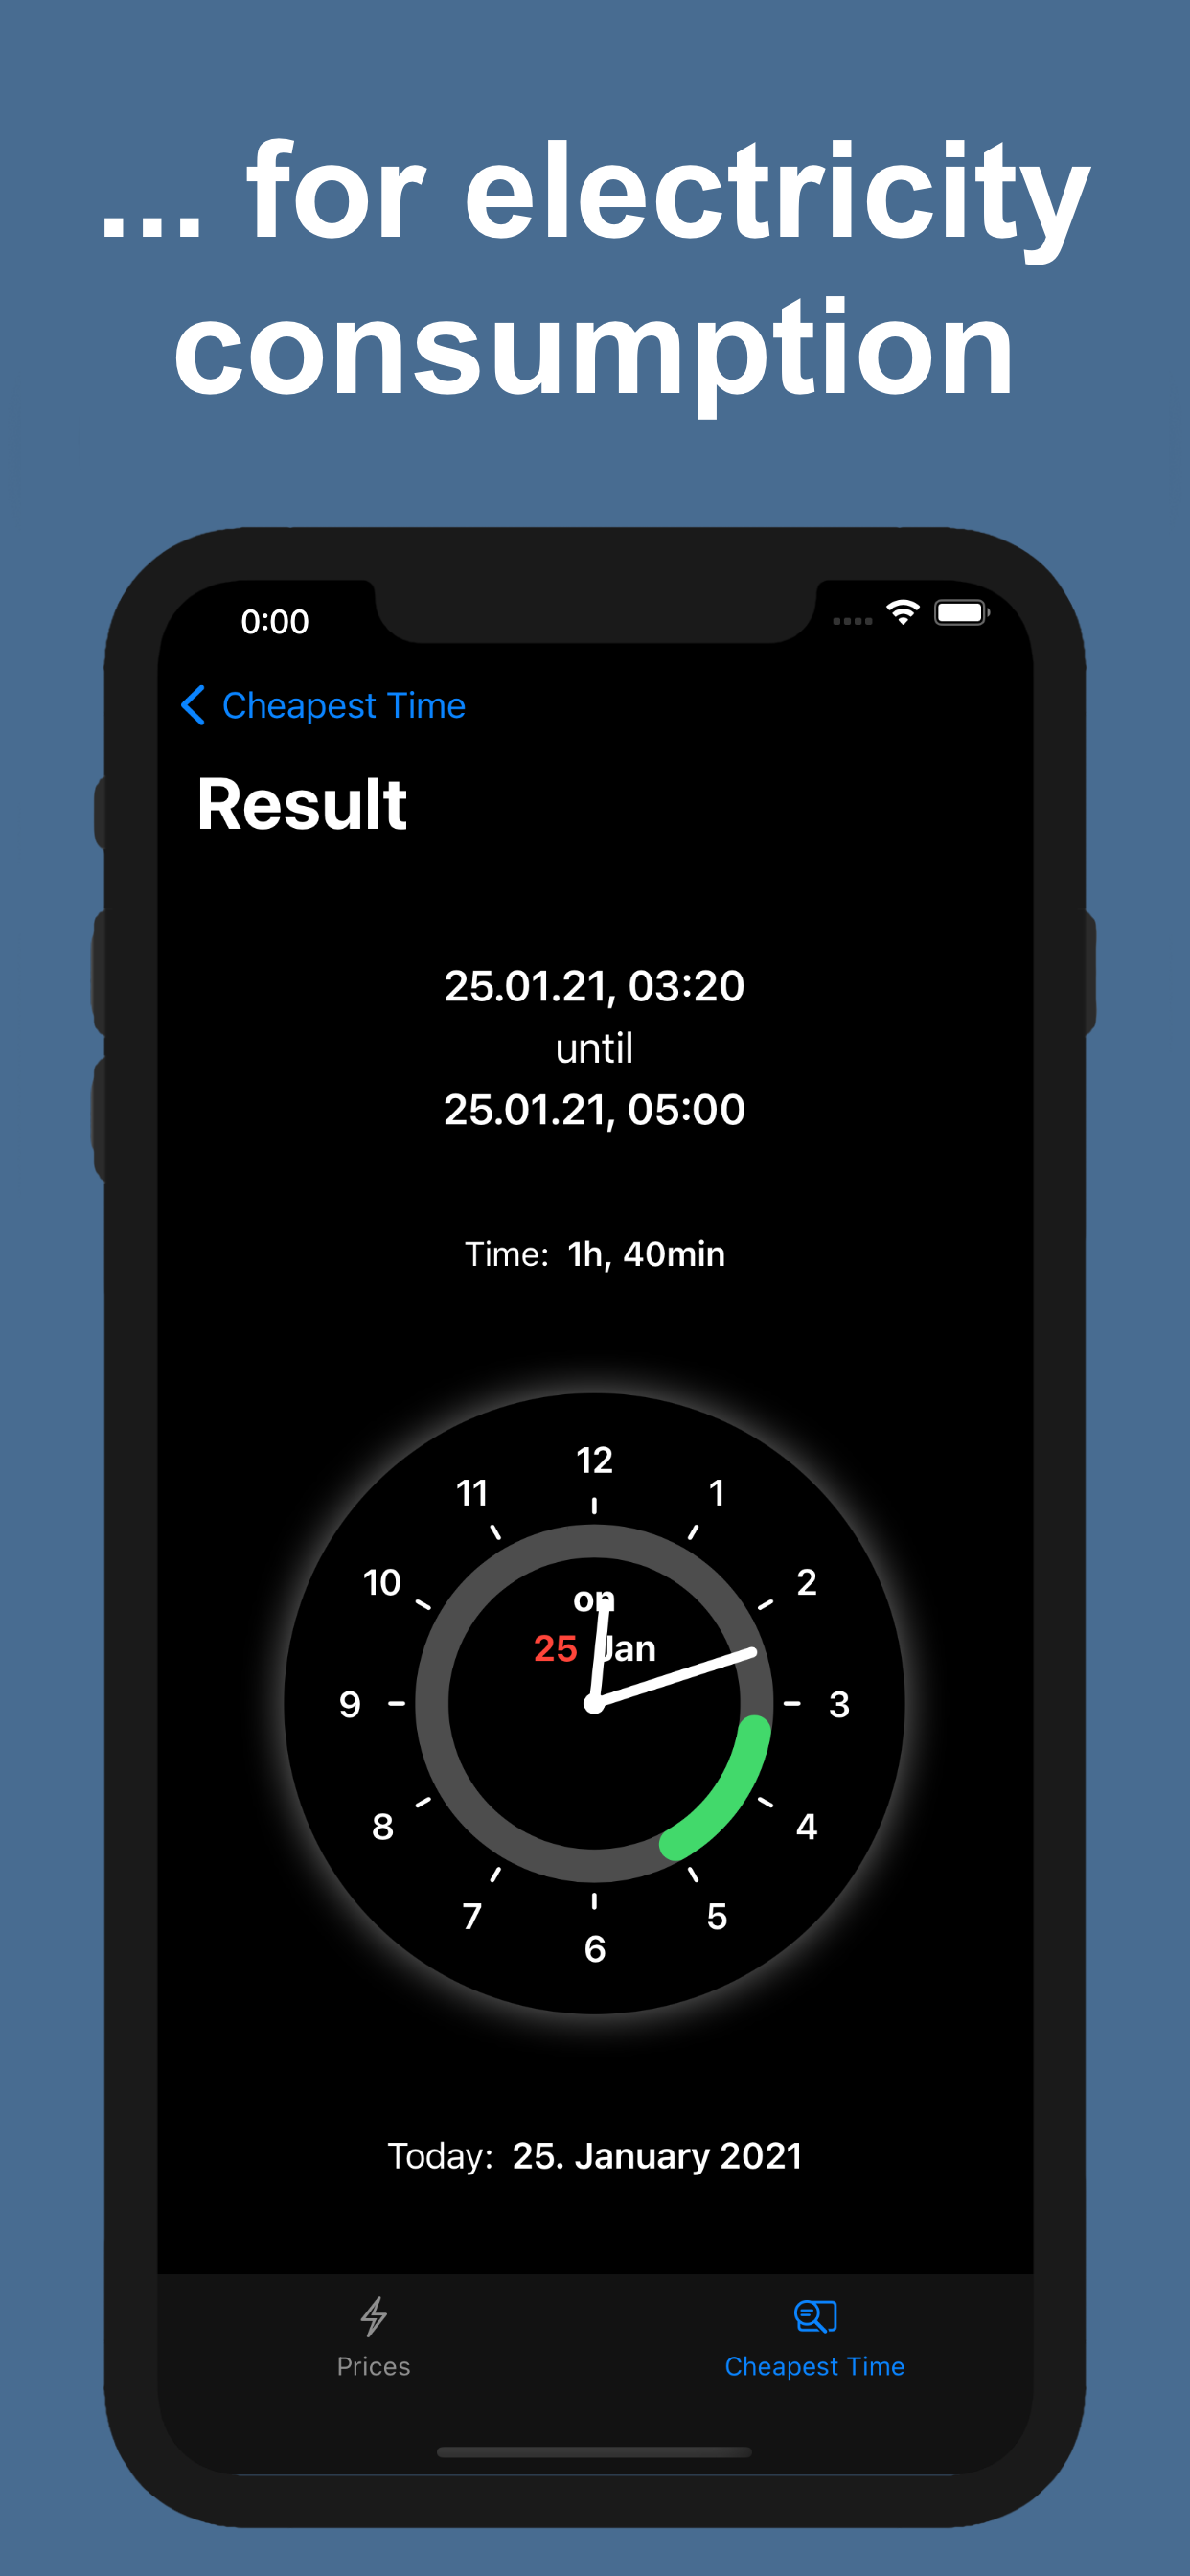 ... for electricity
consumption
0:00
Cheapest Time
Result
25.01.21, 03:20
until
25.01.21, 05:00
Time: 1h, 40min
12
11 1
10 2
on
25 Jan
9 3
8 4
7 5
6
Today: 25. January 2021
Prices Cheapest Time